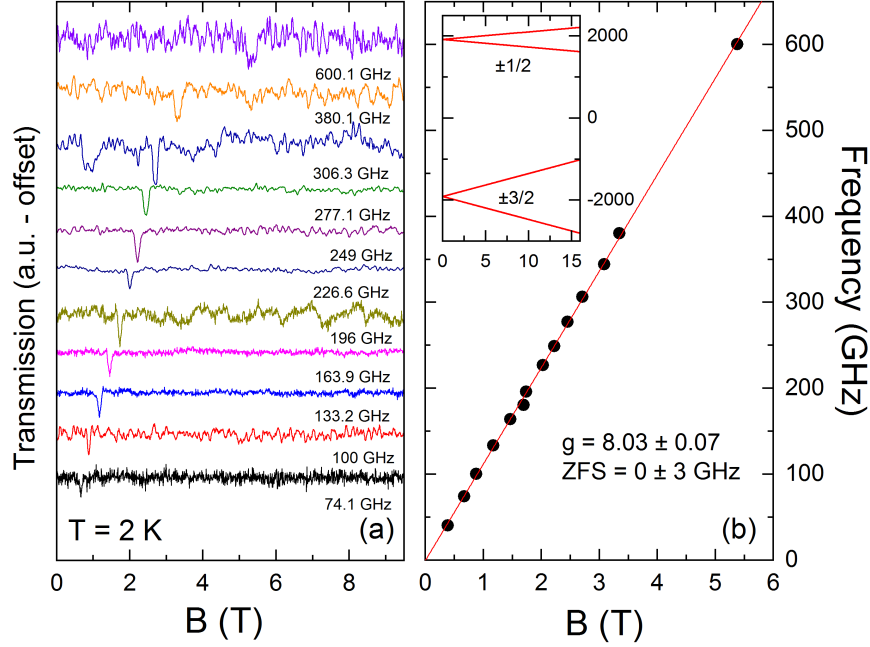 600.1 GHz
380.1 GHz
306.3 GHz
277.1 GHz
249 GHz
226.6 GHz
196 GHz
163.9 GHz
133.2 GHz
100 GHz
74.1 GHz
T = 2 K
(a)
0
2
4
6
8
B (T)
Transmission (a.u. - offset)
2000
0
-2000
±1/2
±3/2
0
5
10
15
g = 8.03 ± 0.07
ZFS = 0 ± 3 GHz
(b)
600
500
400
300
200
100
0
Frequency (GHz)
0
1
2
3
4
5
6
B (T)